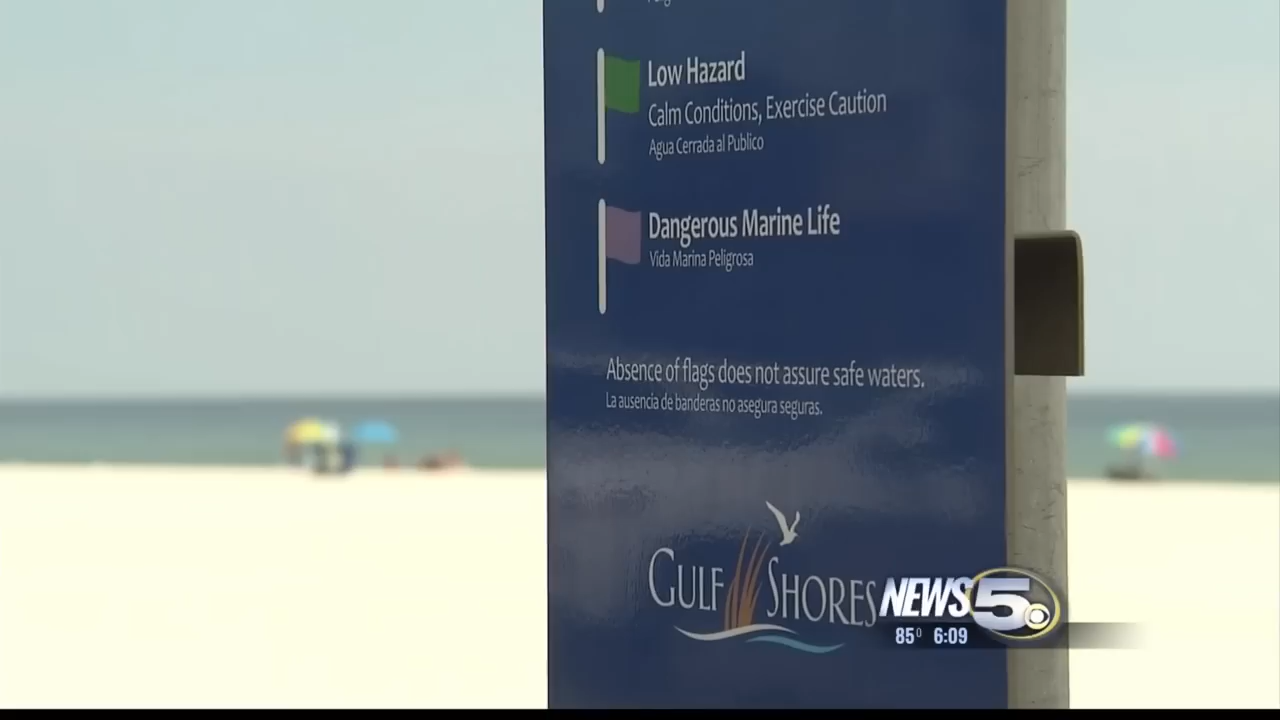 Low Hazard
Calm Conditions, Exercise Caution
Agua Cerrada al Publico
Dangerous Marine Life
Vida Marina Peligrosa
Absence of flags does not assure safe waters.
La ausencia de banderas no asegura seguras.
GULF SHORES
NEWS 5
85° 6:09